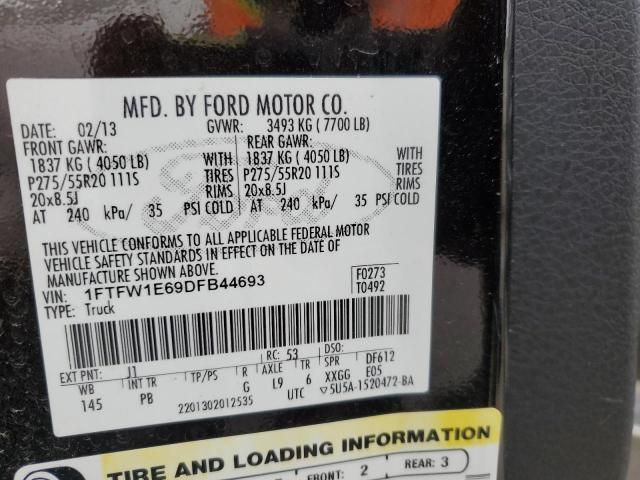 MFD. BY FORD MOTOR CO.
DATE: 02/13 GVWR: 3493 KG ( 7700 LB)
FRONT GAWR: REAR GAWR:
1837 KG ( 4050 LB) WITH 1837 KG ( 4050 LB) WITH
P275/55R20 111S TIRES P275/55R20 111S TIRES
20x8.5J RIMS 20x8.5J RIMS
AT 240 kPa/ 35 PSI COLD AT 240 kPa/ 35 PSI COLD
Ford
THIS VEHICLE CONFORMS TO ALL APPLICABLE FEDERAL MOTOR
VEHICLE SAFETY STANDARDS IN EFFECT ON THE DATE OF
MANUFACTURE SHOWN ABOVE.
VIN: 1FTFW1E69DFB44693 F0273
TYPE: Truck T0492
EXT PNT: J1 RC: 53 DSO:
WB INT TR TP/PS R AXLE TR SPR DF612
145 PB G L9 6 XXGG E05
2201302012535 UTC ▽5U5A-1520472-BA
TIRE AND LOADING INFORMATION
FRONT: 2 REAR: 3